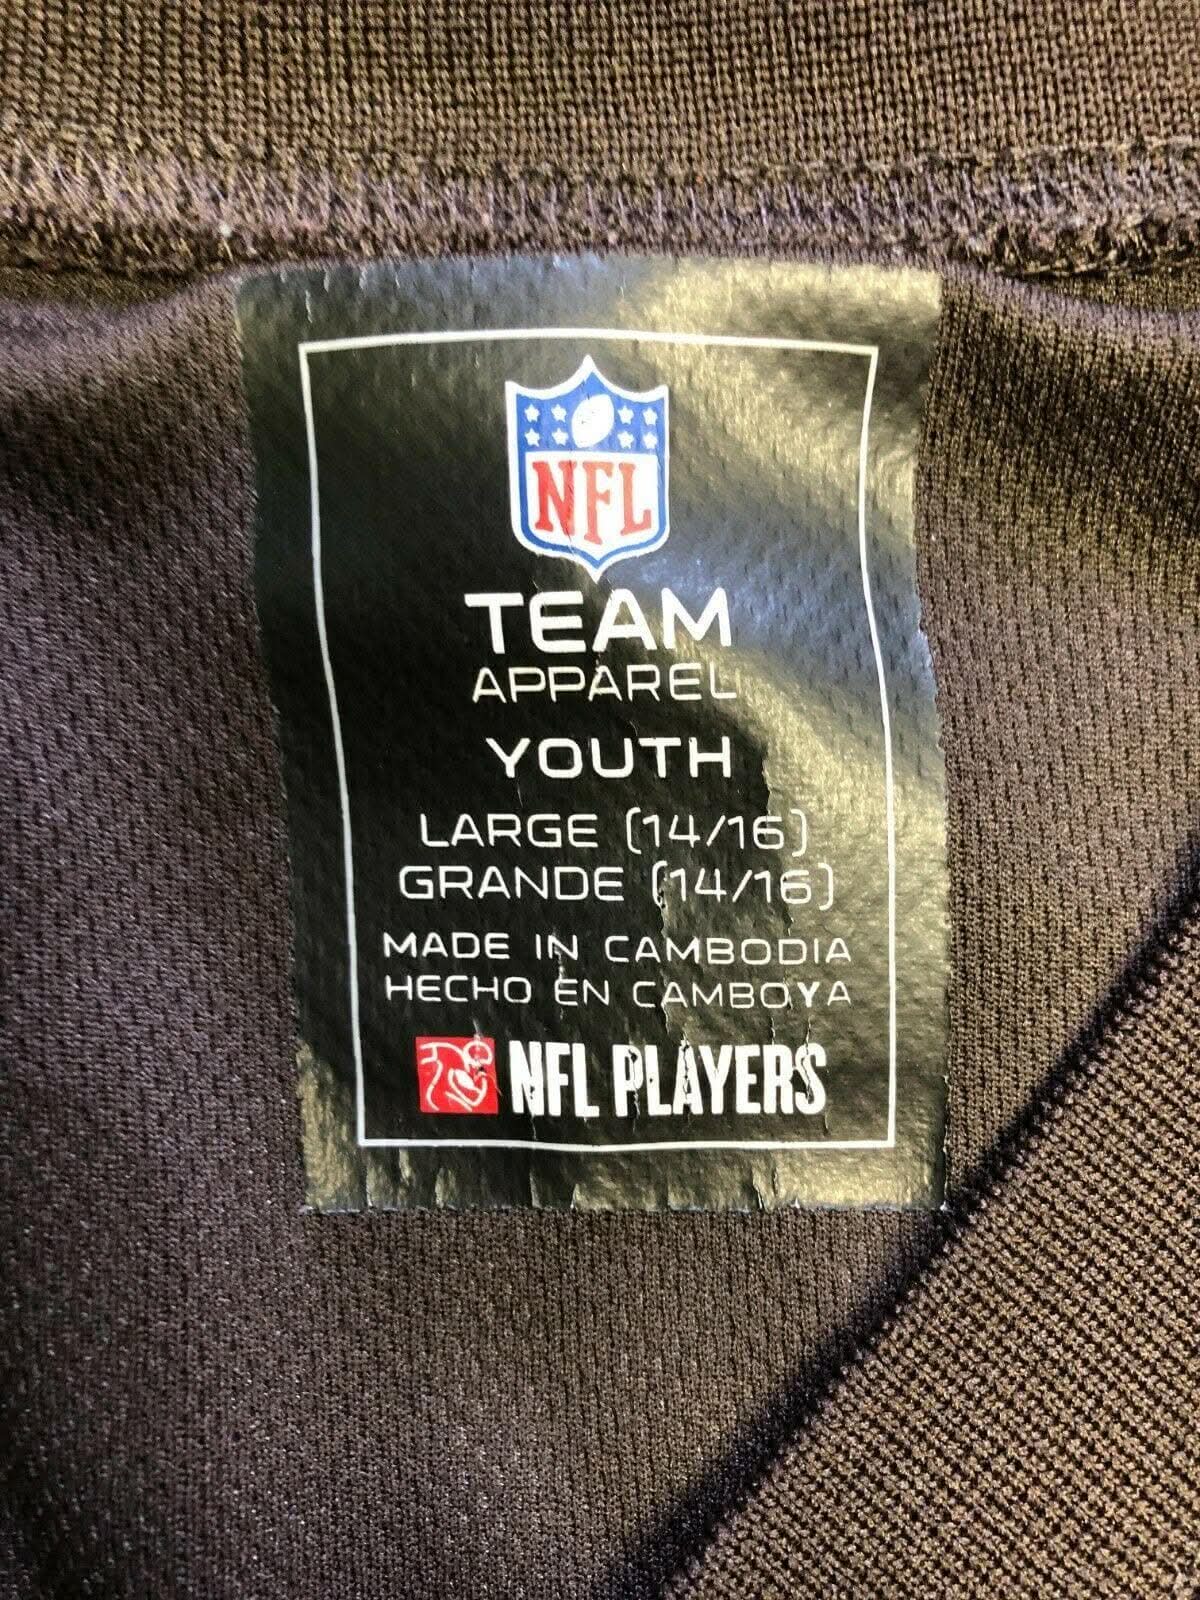 NFL
TEAM
APPAREL
YOUTH
LARGE (14/16)
GRANDE (14/16)
MADE IN CAMBODIA
HECHO EN CAMBOYA
NFL PLAYERS